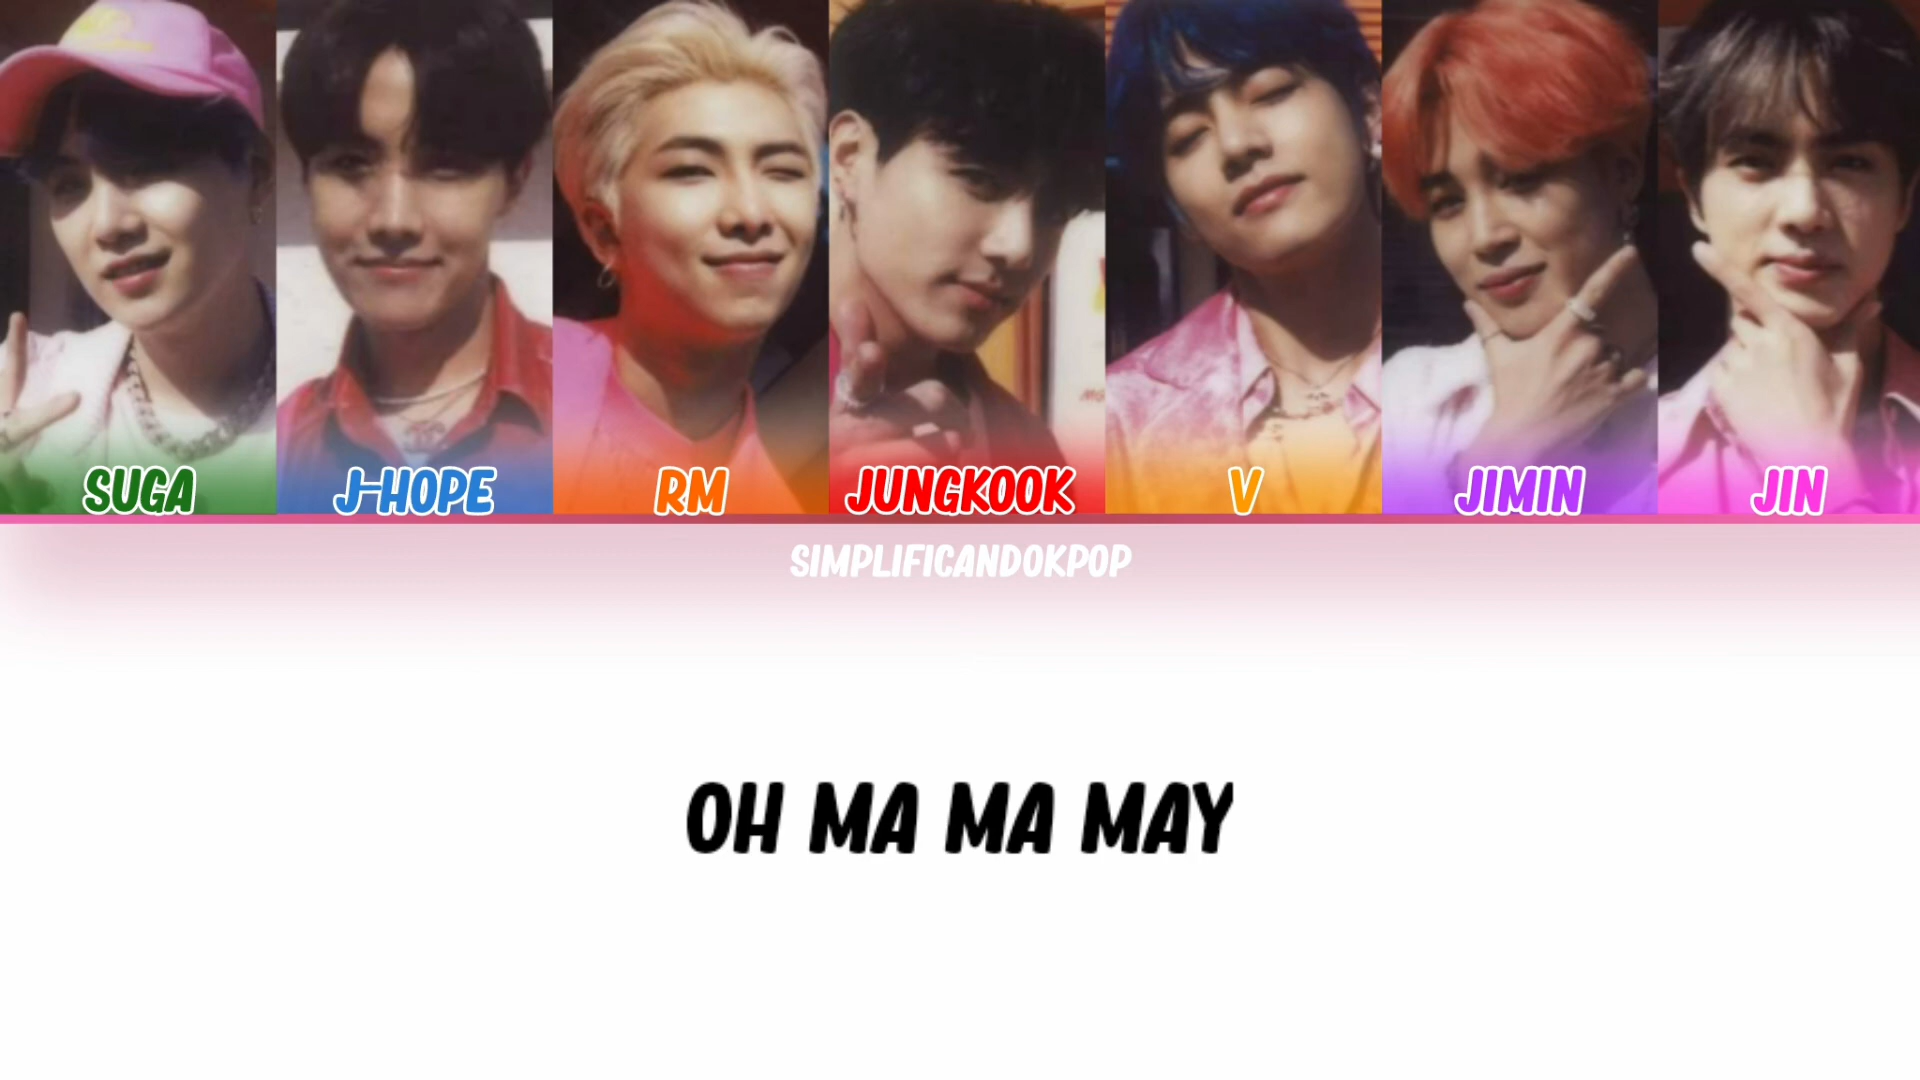 SUGA
J-HOPE
RM
JUNGKOOK
V
JIMIN
JIN
SIMPLIFICANDOKPOP
OH MA MA MAY